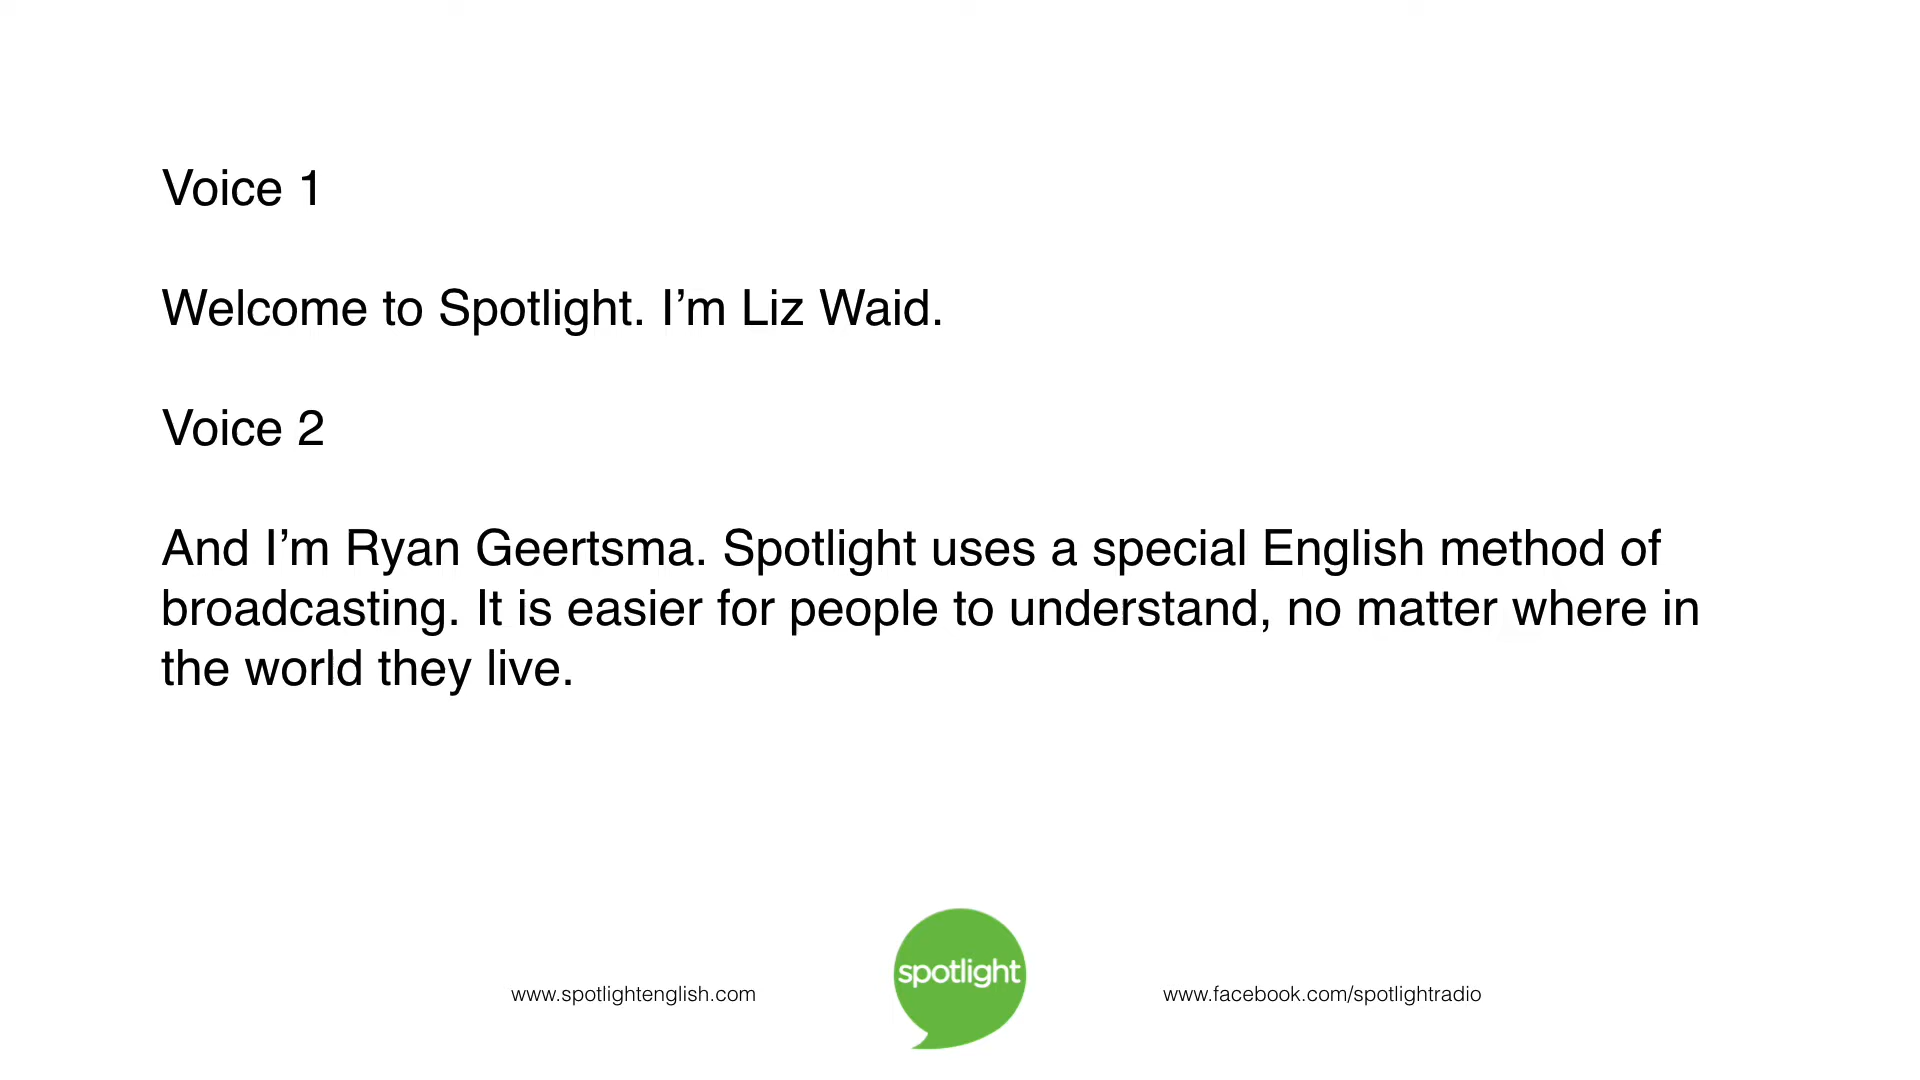 Voice 1
Welcome to Spotlight. I’m Liz Waid.
Voice 2
And I’m Ryan Geertsma. Spotlight uses a special English method of
broadcasting. It is easier for people to understand, no matter where in
the world they live.
spotlight
www.spotlightenglish.com
www.facebook.com/spotlightradio